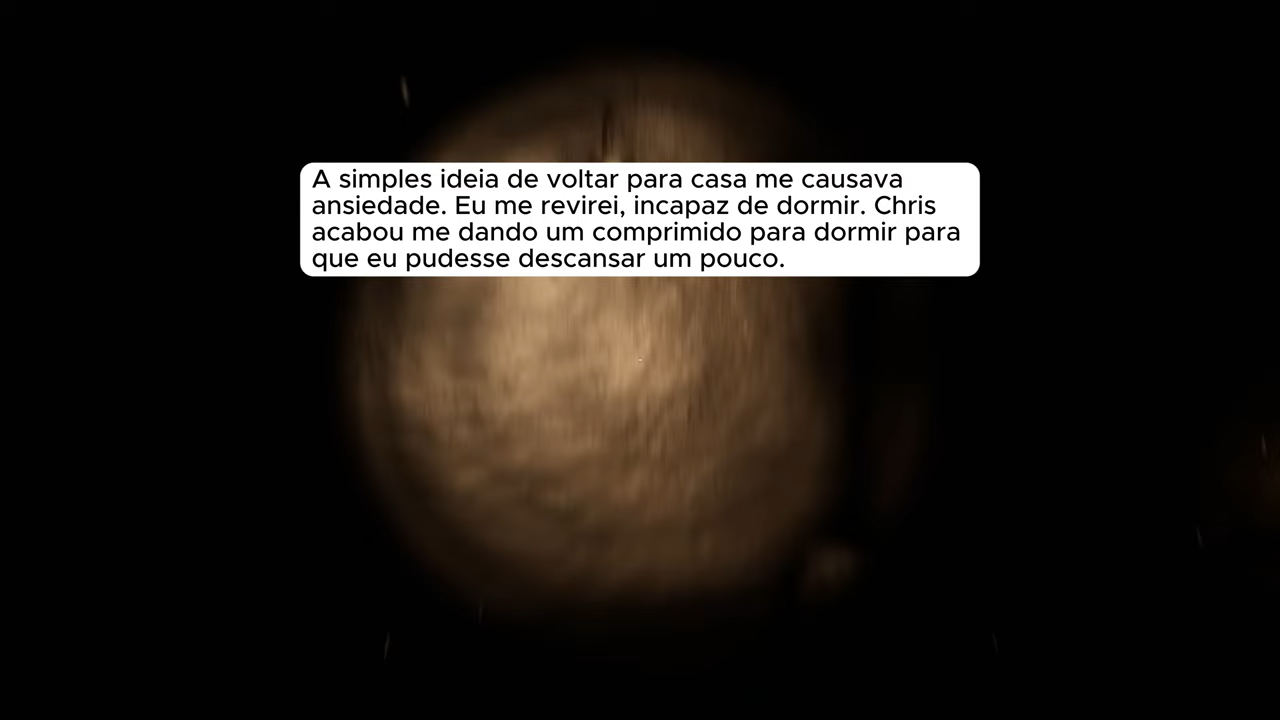 A simples ideia de voltar para casa me causava
ansiedade. Eu me revirei, incapaz de dormir. Chris
acabou me dando um comprimido para dormir para
que eu pudesse descansar um pouco.